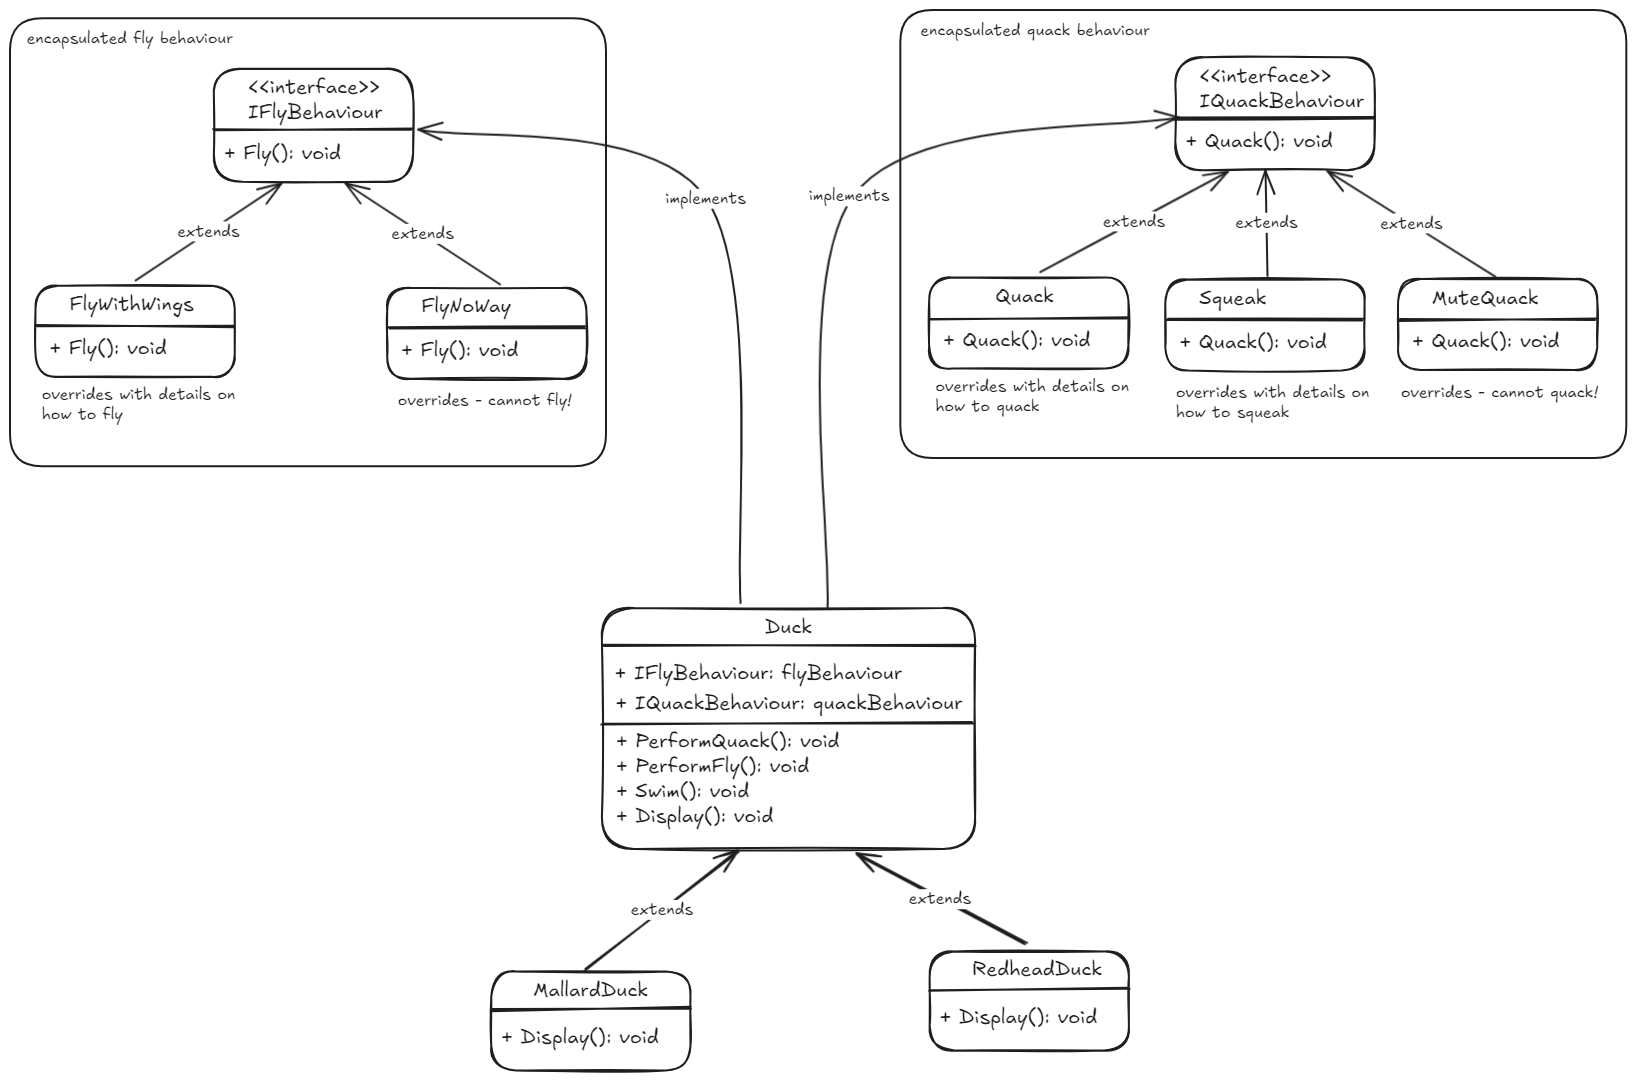 encapsulated fly behaviour
<<interface>>
IFlyBehaviour
+ Fly(): void
extends
extends
FlyWithWings
+ Fly(): void
overrides with details on
how to fly
FlyNoWay
+ Fly(): void
overrides - cannot fly!
implements
implements
encapsulated quack behaviour
<<interface>>
IQuackBehaviour
+ Quack(): void
extends
extends
extends
Quack
+ Quack(): void
overrides with details on
how to quack
Squeak
+ Quack(): void
overrides with details on
how to squeak
MuteQuack
+ Quack(): void
overrides - cannot quack!
Duck
+ IFlyBehaviour: flyBehaviour
+ IQuackBehaviour: quackBehaviour
+ PerformQuack(): void
+ PerformFly(): void
+ Swim(): void
+ Display(): void
extends
extends
MallardDuck
+ Display(): void
RedheadDuck
+ Display(): void